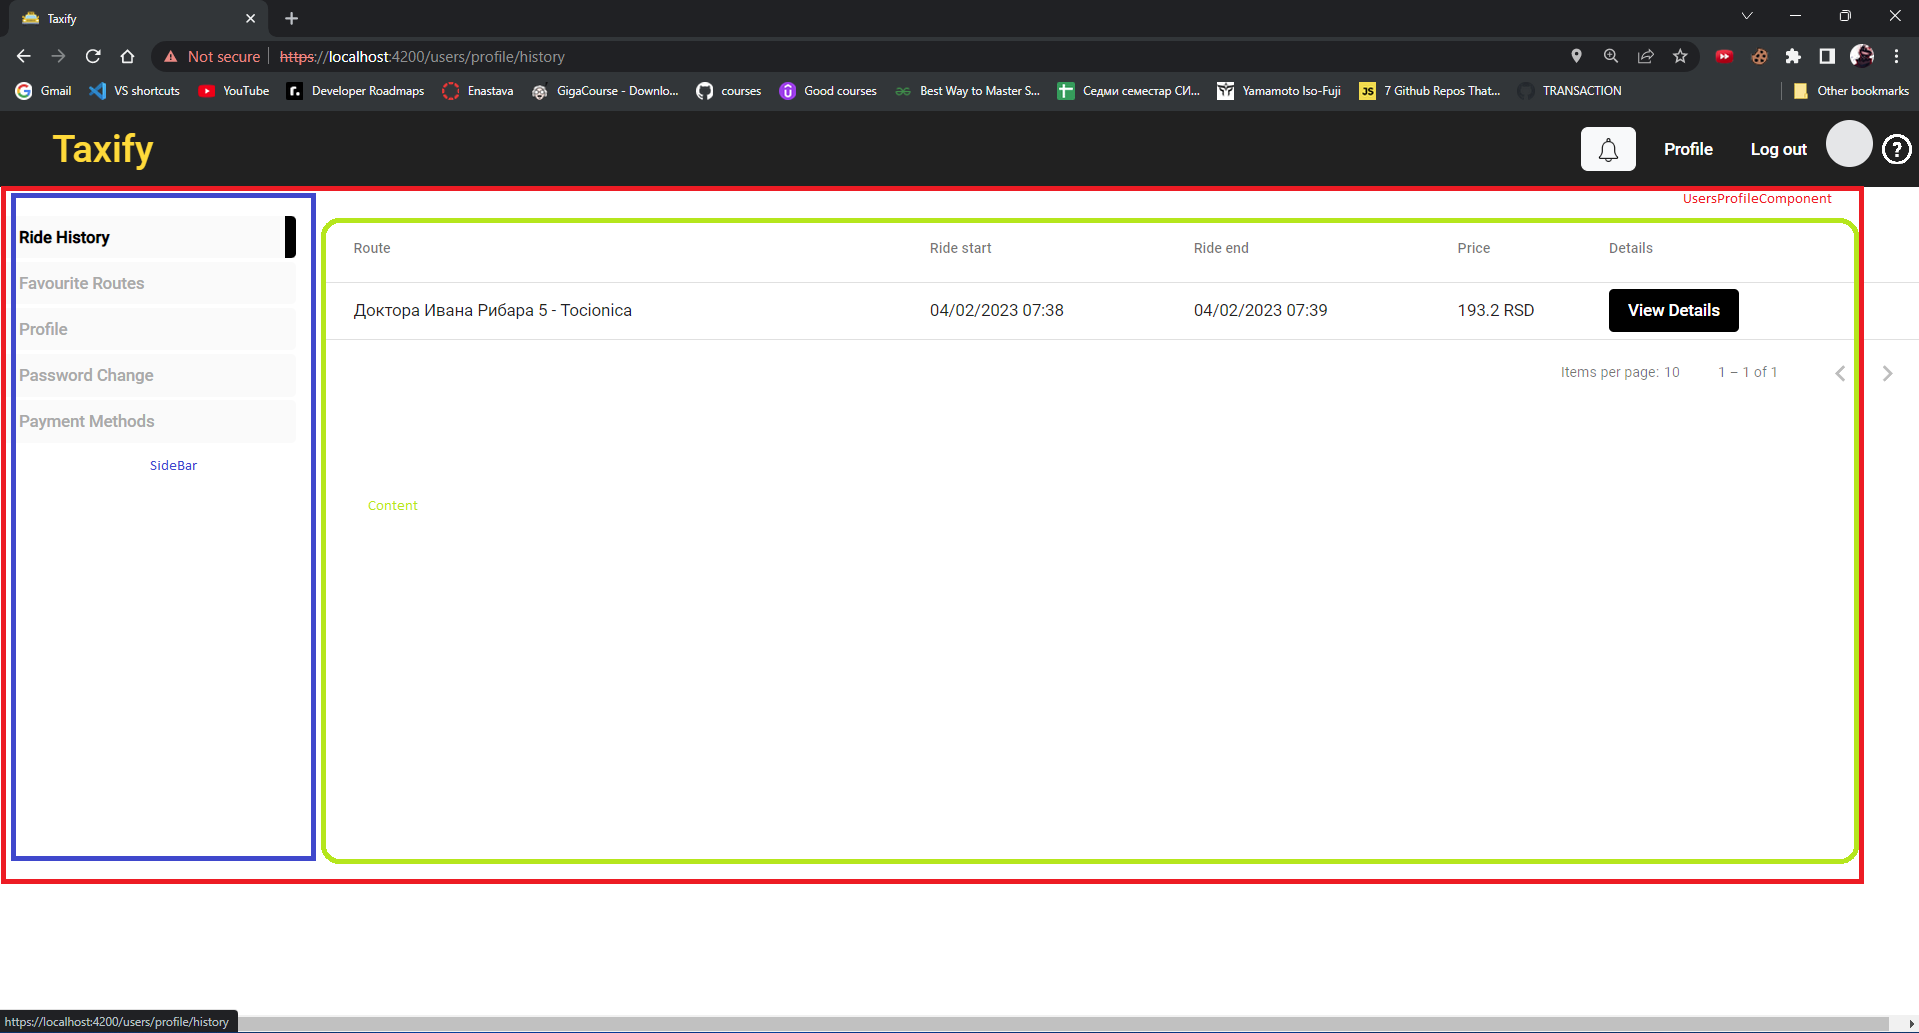 Taxify
Not secure https://localhost:4200/users/profile/history
Gmail VS shortcuts YouTube Developer Roadmaps Enastava GigaCourse - Downlo... courses Good courses Best Way to Master S... Седми семестар СИ... Yamamoto Iso-Fuji JS 7 Github Repos That... TRANSACTION Other bookmarks
Taxify Profile Log out ?
UsersProfileComponent
Ride History
Favourite Routes
Profile
Password Change
Payment Methods
SideBar
Route Ride start Ride end Price Details
Доктора Ивана Рибара 5 - Tocionica 04/02/2023 07:38 04/02/2023 07:39 193.2 RSD View Details
Items per page: 10 1 – 1 of 1
Content
https://localhost:4200/users/profile/history